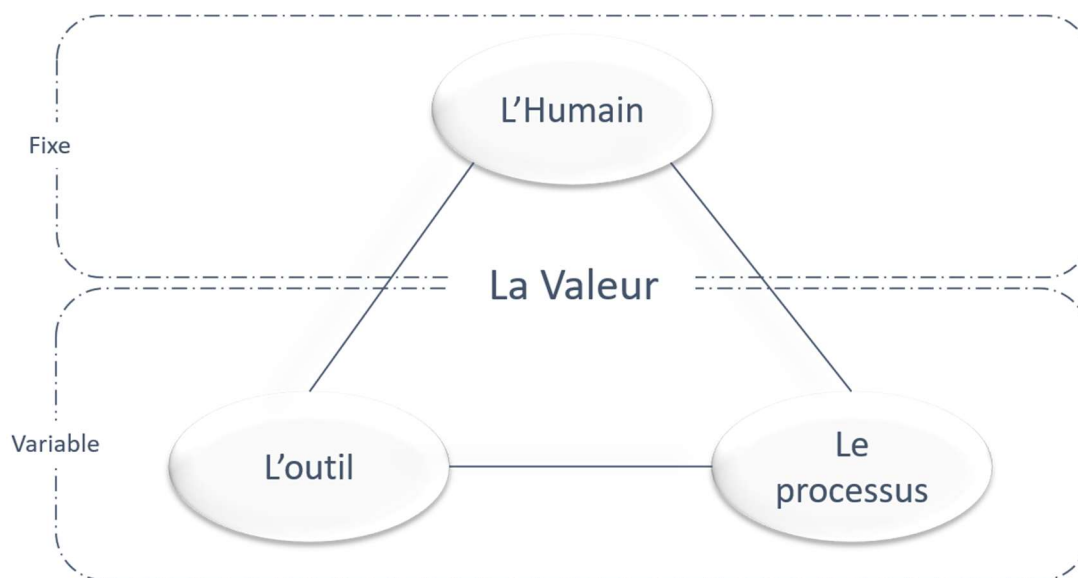 L’Humain
Fixe
La Valeur
Variable
L’outil
Le
processus